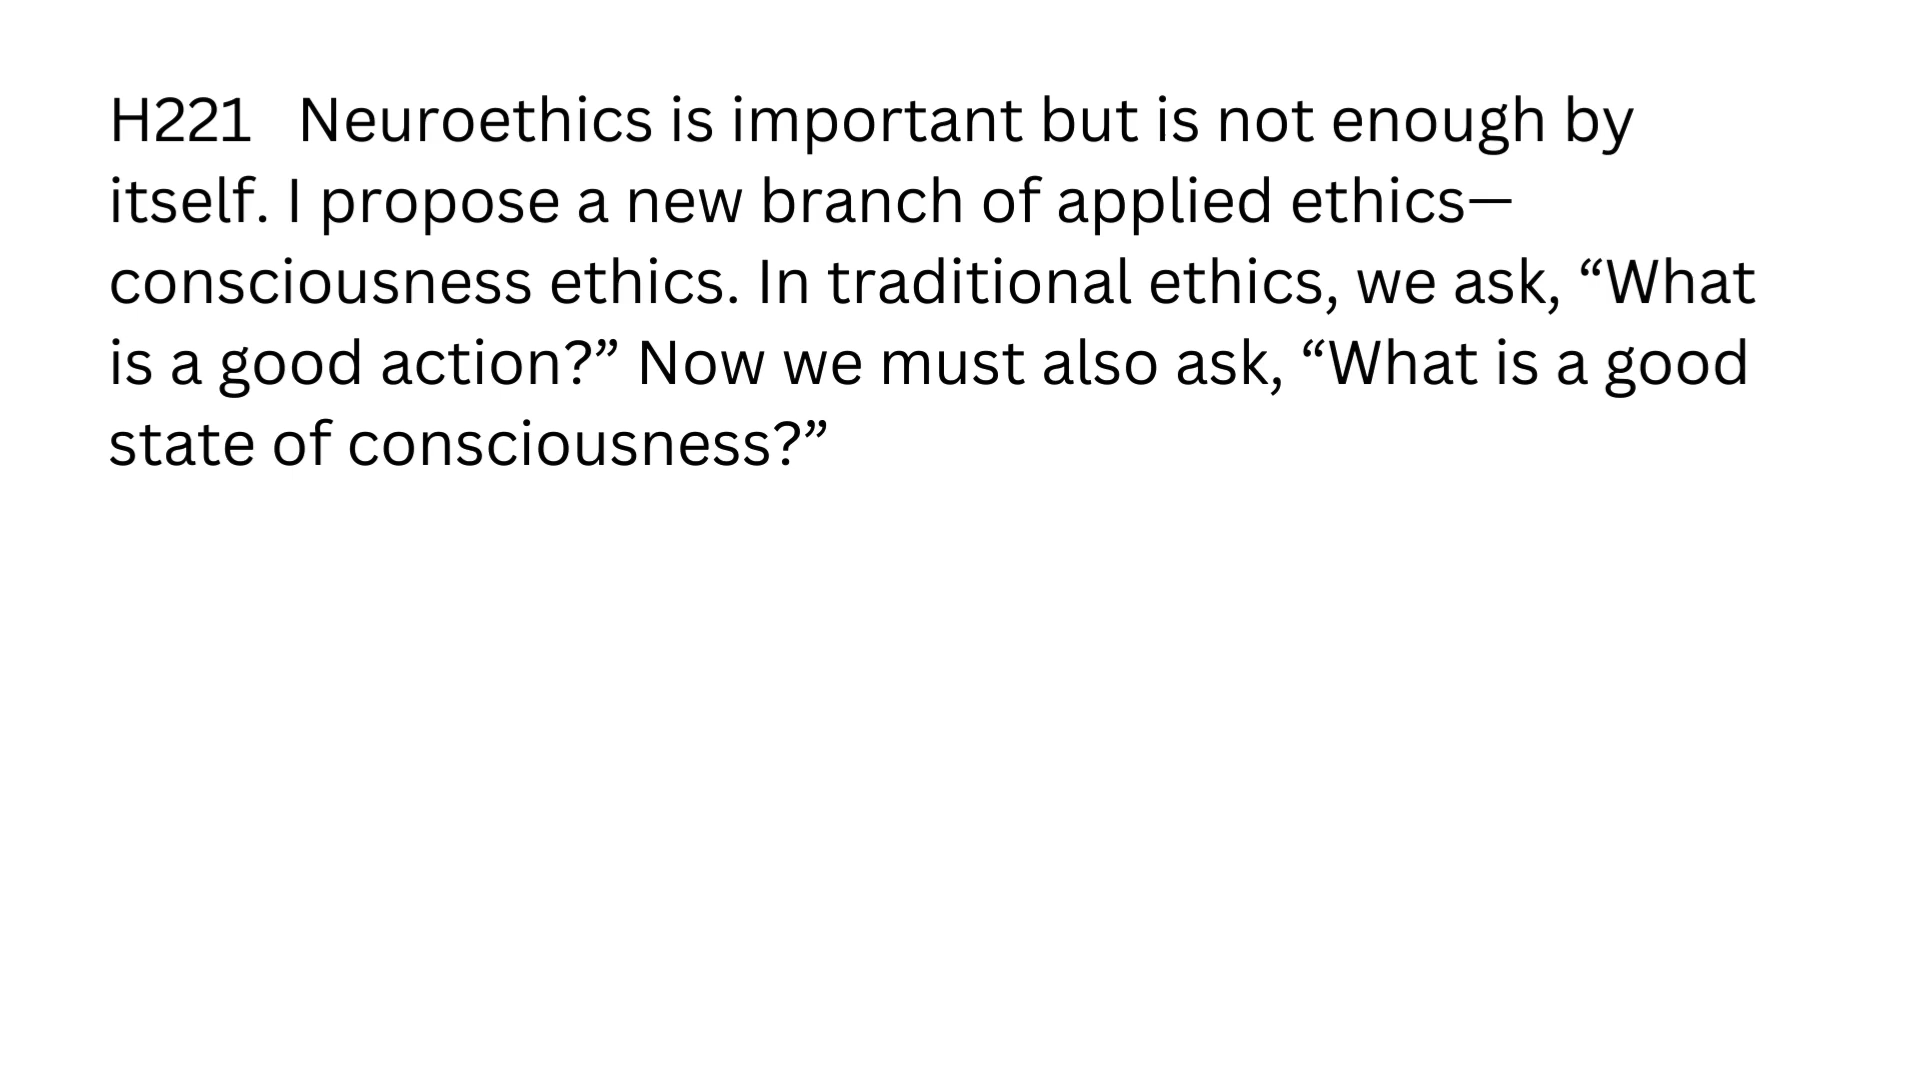 H221   Neuroethics is important but is not enough by
itself. I propose a new branch of applied ethics—
consciousness ethics. In traditional ethics, we ask, “What
is a good action?” Now we must also ask, “What is a good
state of consciousness?”